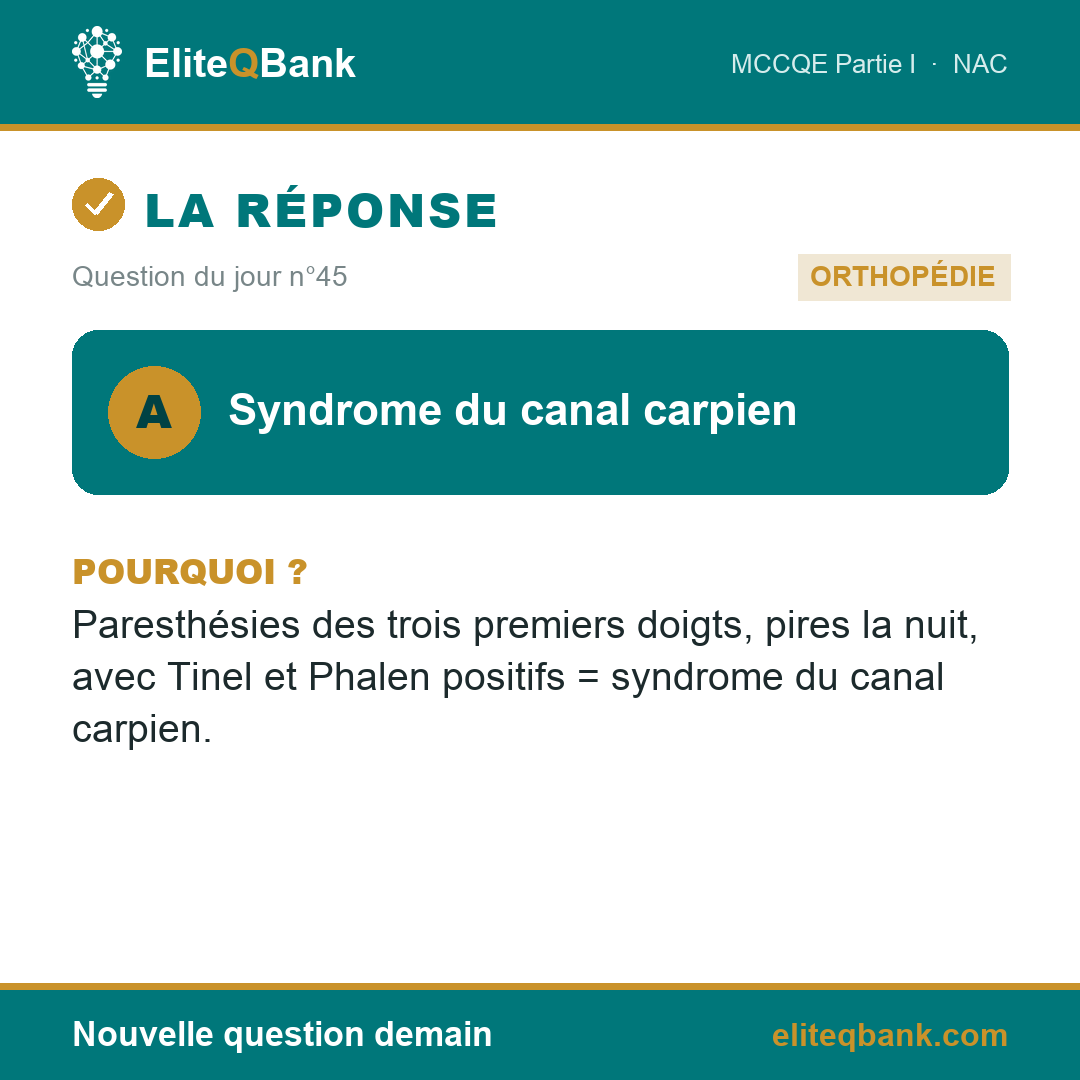 EliteQBank
MCCQE Partie I · NAC
LA RÉPONSE
Question du jour n°45
ORTHOPÉDIE
A
Syndrome du canal carpien
POURQUOI ?
Paresthésies des trois premiers doigts, pires la nuit,
avec Tinel et Phalen positifs = syndrome du canal
carpien.
Nouvelle question demain
eliteqbank.com